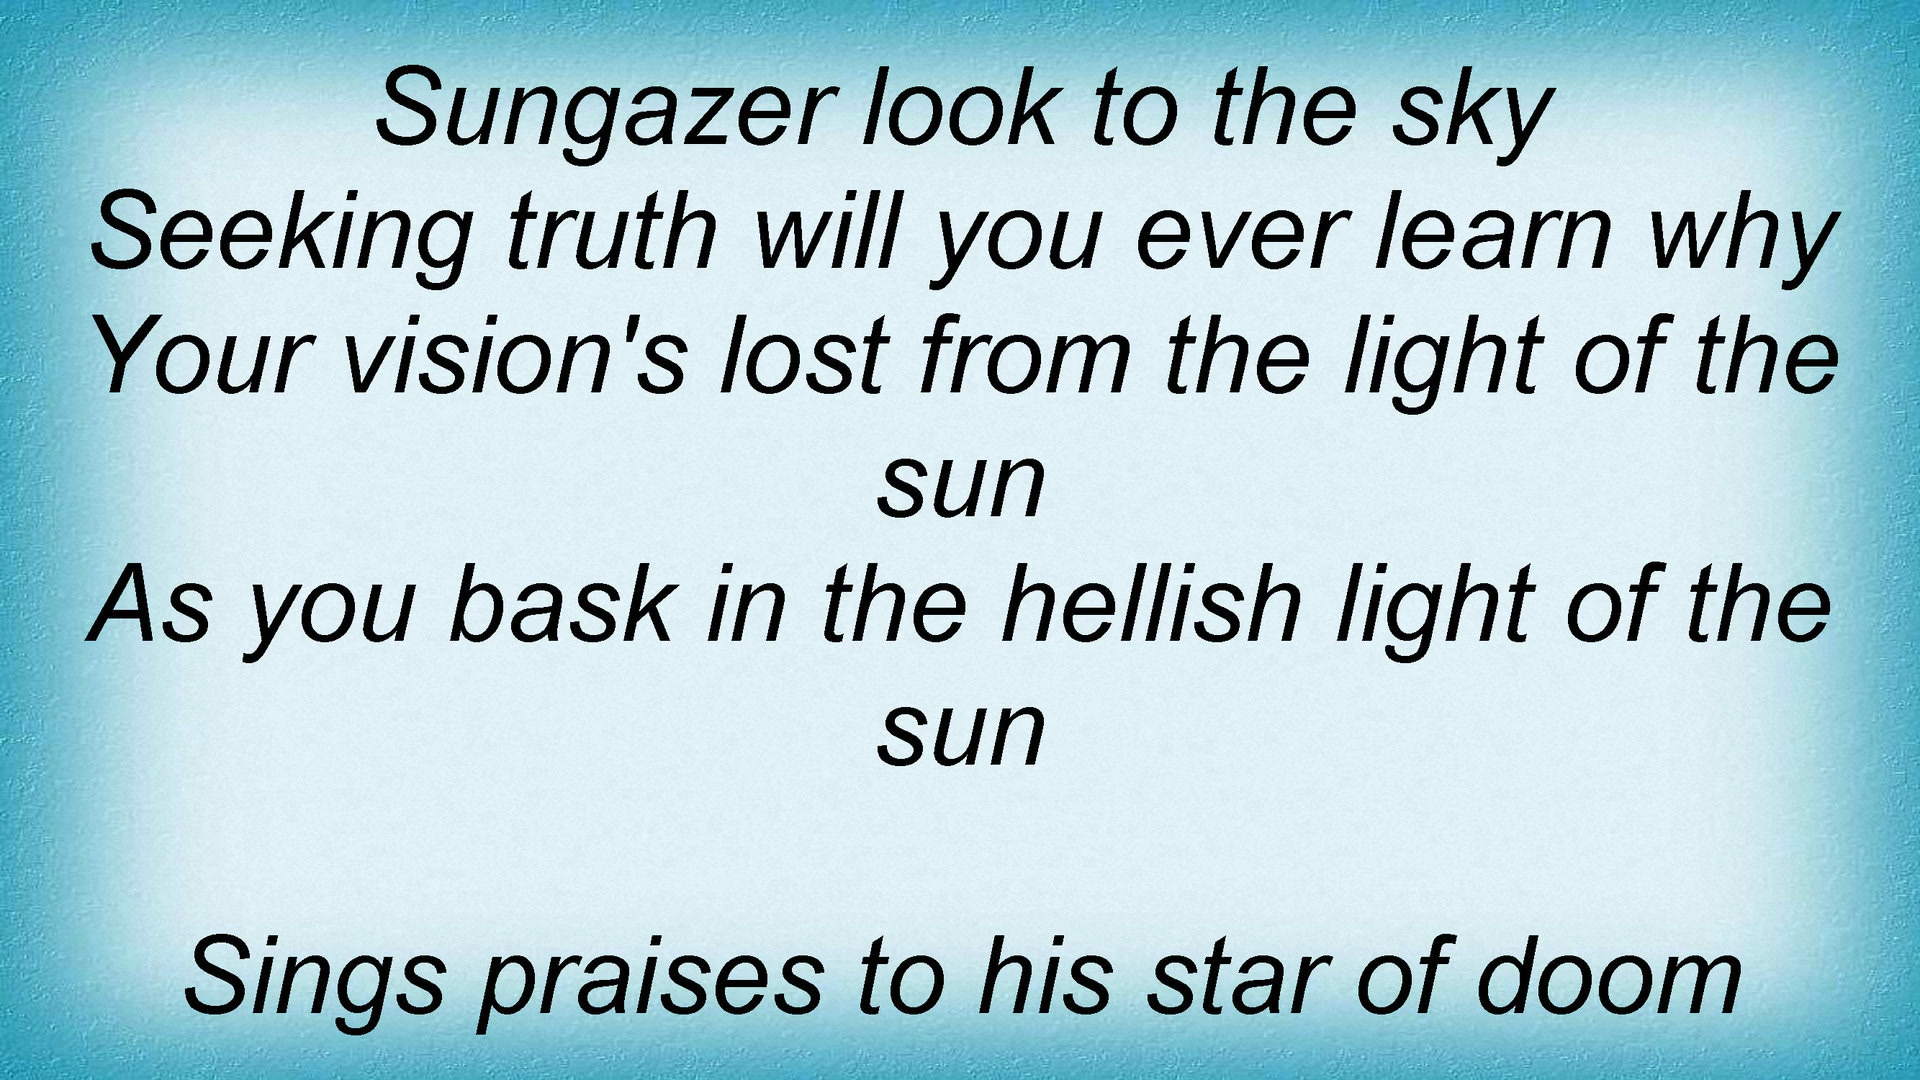 Sungazer look to the sky
Seeking truth will you ever learn why
Your vision's lost from the light of the
sun
As you bask in the hellish light of the
sun
Sings praises to his star of doom